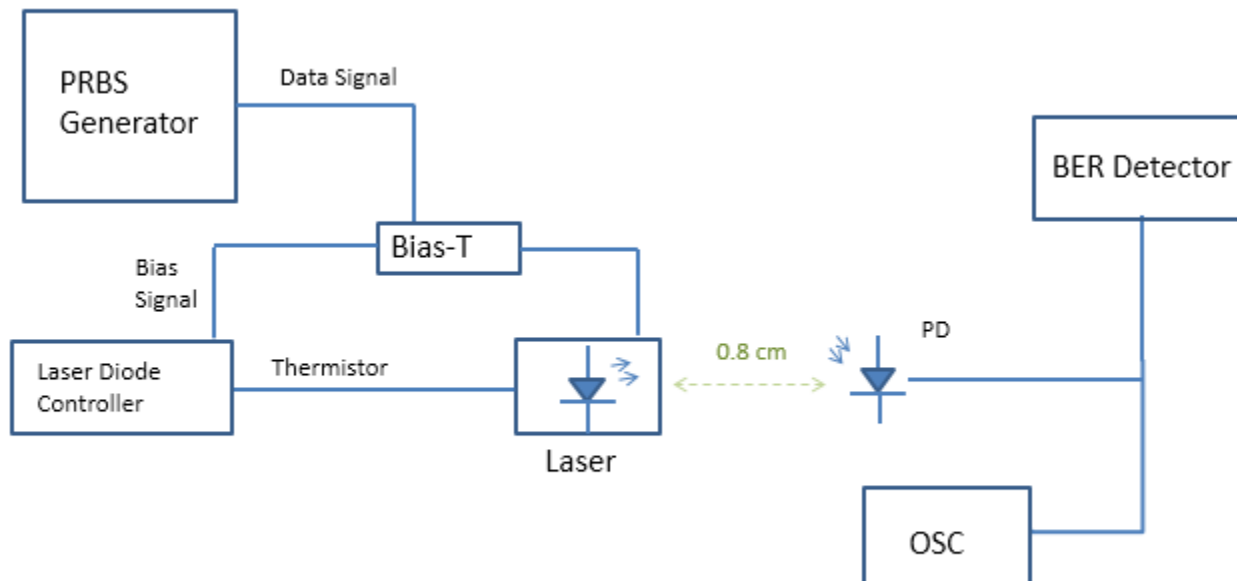 PRBS
Generator
Data Signal
BER Detector
Bias-T
Bias
Signal
Laser Diode
Controller
Thermistor
0.8 cm
PD
Laser
OSC